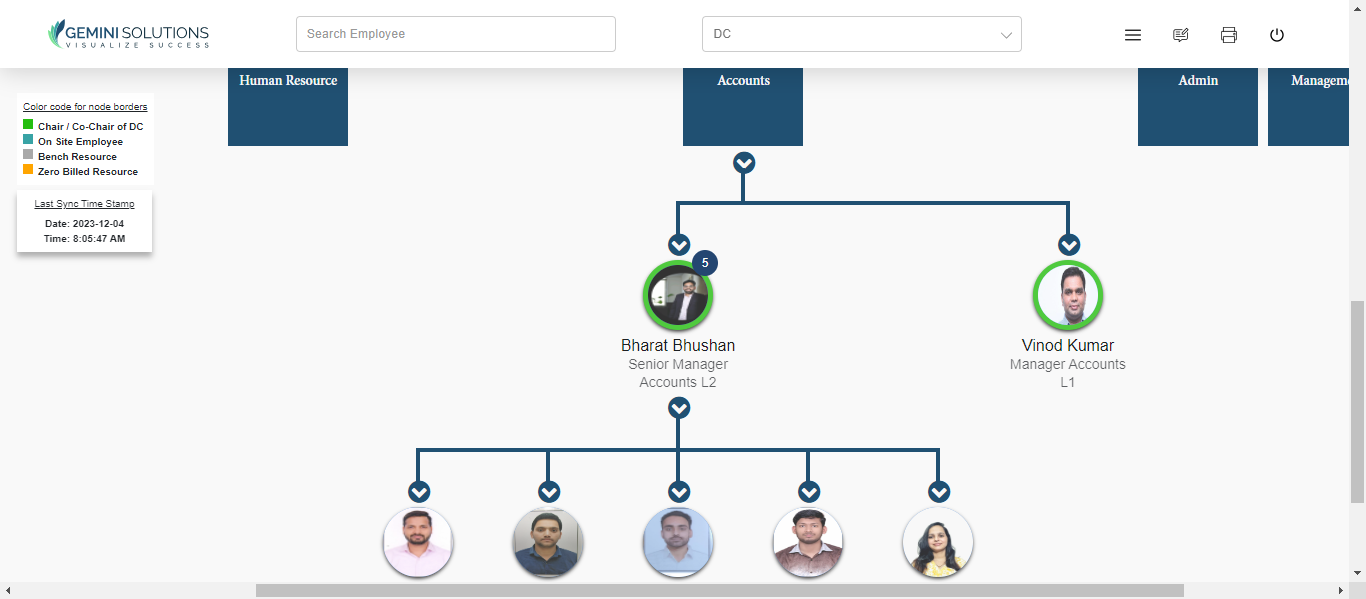 GEMINI SOLUTIONS
VISUALIZE SUCCESS
Search Employee
DC
Human Resource
Accounts
Admin
Manageme
Color code for node borders
Chair / Co-Chair of DC
On Site Employee
Bench Resource
Zero Billed Resource
Last Sync Time Stamp
Date: 2023-12-04
Time: 8:05:47 AM
5
Bharat Bhushan
Senior Manager
Accounts L2
Vinod Kumar
Manager Accounts
L1